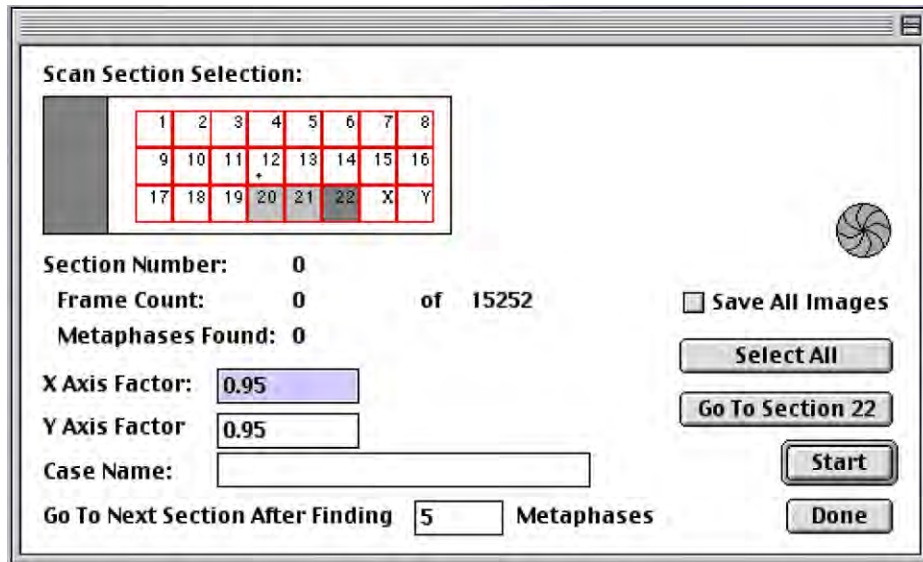 Scan Section Selection:
1 2 3 4 5 6 7 8
9 10 11 12 13 14 15 16
17 18 19 20 21 22 X Y
Section Number: 0
Frame Count: 0 of 15252
Save All Images
Metaphases Found: 0
Select All
X Axis Factor: 0.95
Go To Section 22
Y Axis Factor 0.95
Start
Case Name:
Go To Next Section After Finding 5 Metaphases
Done